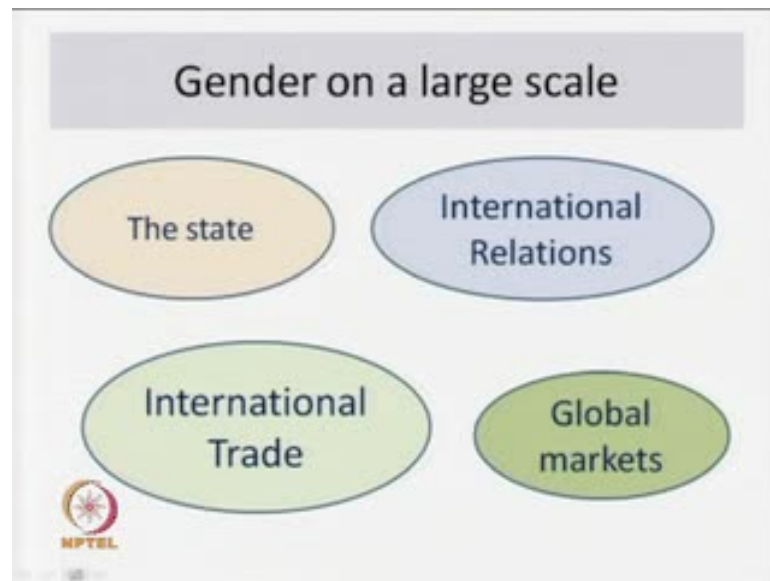 Gender on a large scale
The state
International
Relations
International
Trade
Global
markets
NPTEL